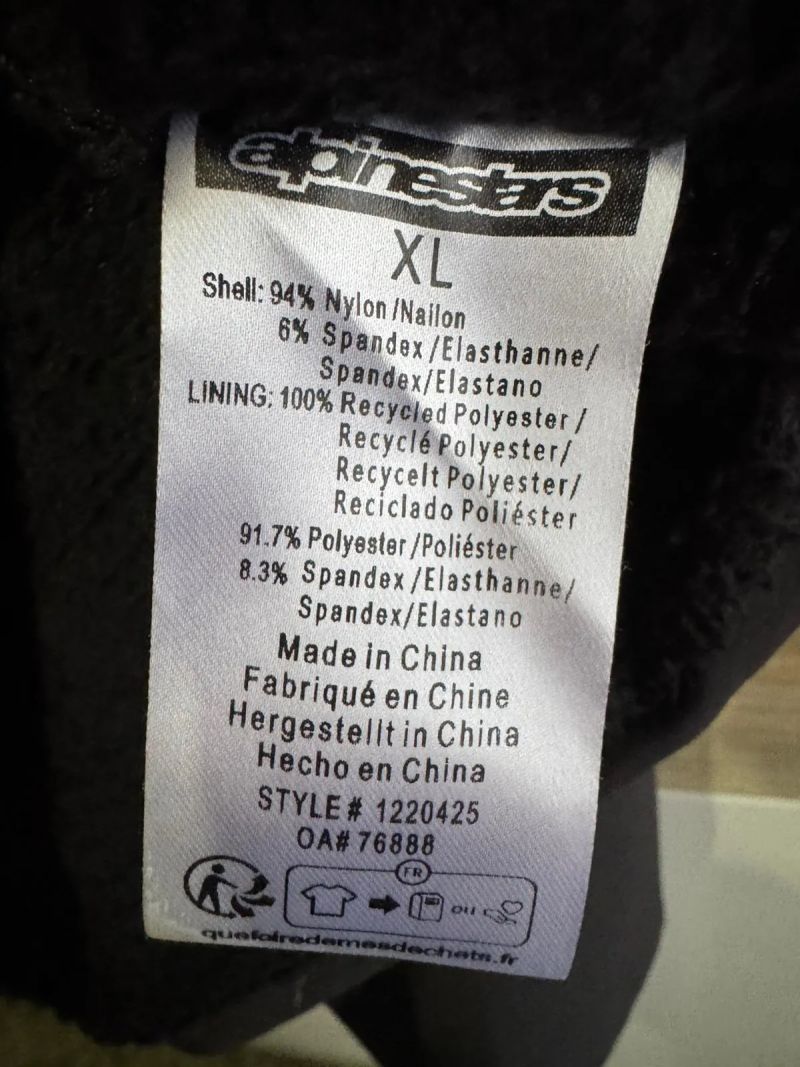 alpinestars
XL
Shell: 94% Nylon/Nailon
6% Spandex/Elasthanne/
Spandex/Elastano
LINING: 100% Recycled Polyester/
Recyclé Polyester/
Recycelt Polyester/
Reciclado Poliéster
91.7% Polyester/Poliéster
8.3% Spandex/Elasthanne/
Spandex/Elastano
Made in China
Fabriqué en Chine
Hergestellt in China
Hecho en China
STYLE# 1220425
OA# 76888
FR
ou
quefairedemesdechets.fr